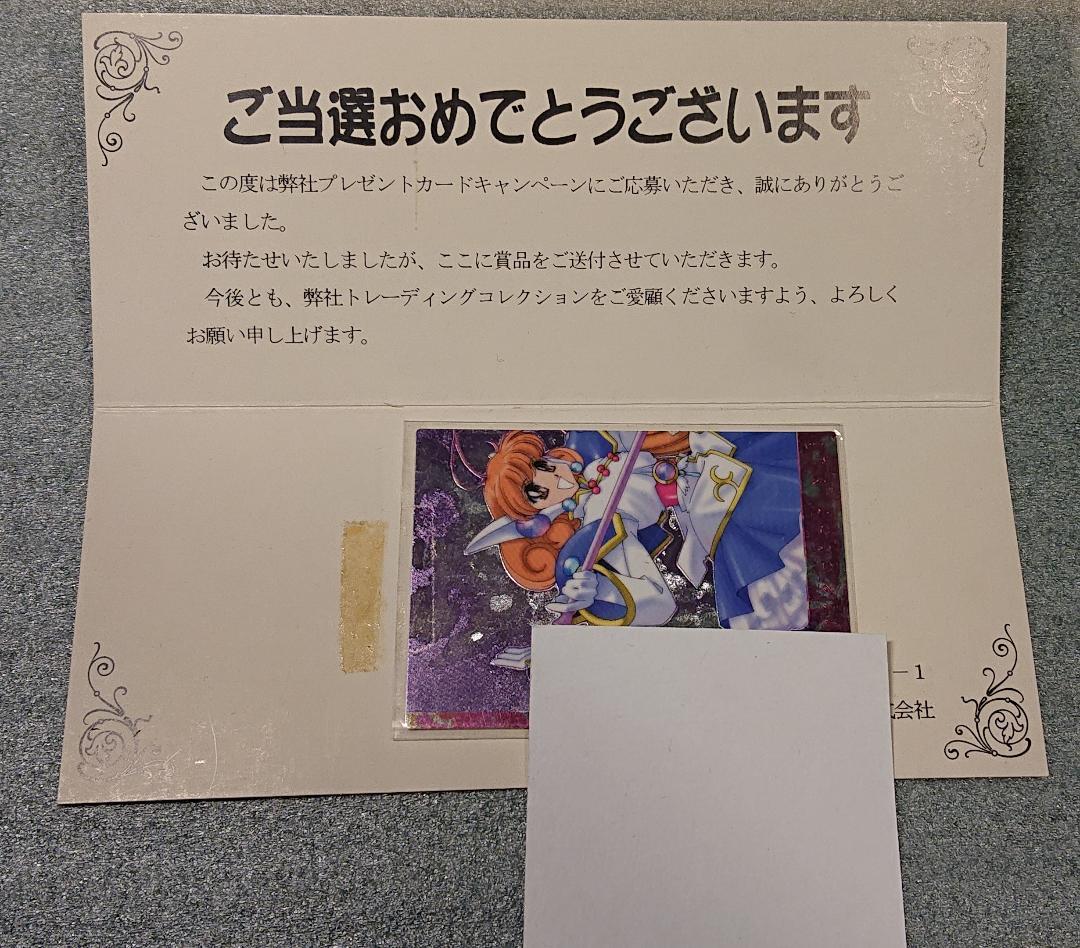 ご当選おめでとうございます
この度は弊社プレゼントカードキャンペーンにご応募いただき、誠にありがとうご
ざいました。
お待たせいたしましたが、ここに賞品をご送付させていただきます。
今後とも、弊社トレーディングコレクションをご愛顧くださいますよう、よろしく
お願い申し上げます。
－1
会社